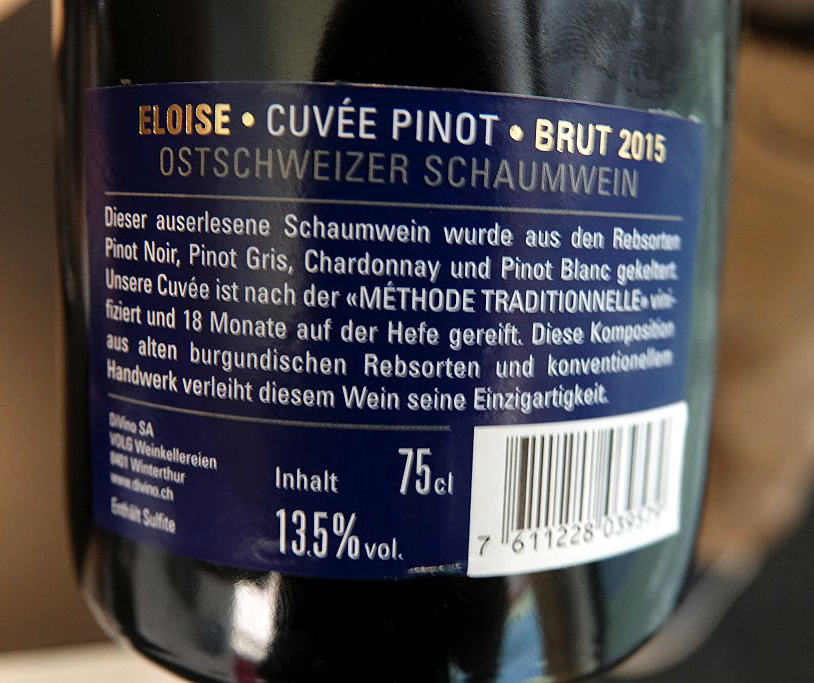 ELOISE • CUVÉE PINOT • BRUT 2015
OSTSCHWEIZER SCHAUMWEIN
Dieser auserlesene Schaumwein wurde aus den Rebsorten
Pinot Noir, Pinot Gris, Chardonnay und Pinot Blanc gekeltert.
Unsere Cuvée ist nach der «MÉTHODE TRADITIONNELLE» vini-
fiziert und 18 Monate auf der Hefe gereift. Diese Komposition
aus alten burgundischen Rebsorten und konventionellem
Handwerk verleiht diesem Wein seine Einzigartigkeit.
DiVino SA
VOLG Weinkellereien
8401 Winterthur
www.divino.ch
Enthält Sulfite
Inhalt 75cl
13.5%vol.
7 611228